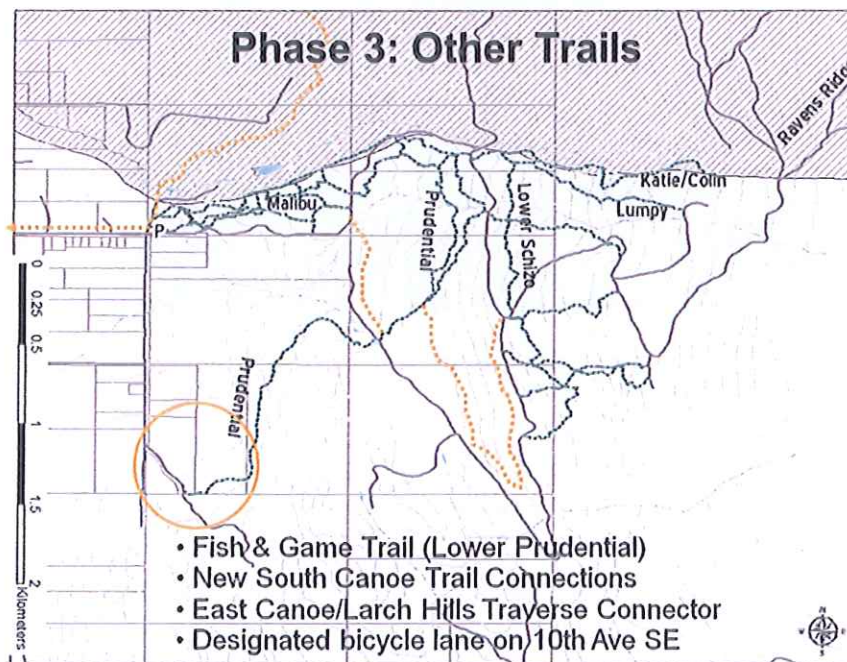 Phase 3: Other Trails
Ravens Ridge
Katie/Colin
Malibu
Lumpy
Prudential
Lower Schizo
P
0
0.25
0.5
Prudential
1
1.5
• Fish & Game Trail (Lower Prudential)
• New South Canoe Trail Connections
2
• East Canoe/Larch Hills Traverse Connector
Kilometers
• Designated bicycle lane on 10th Ave SE
N
W E
S